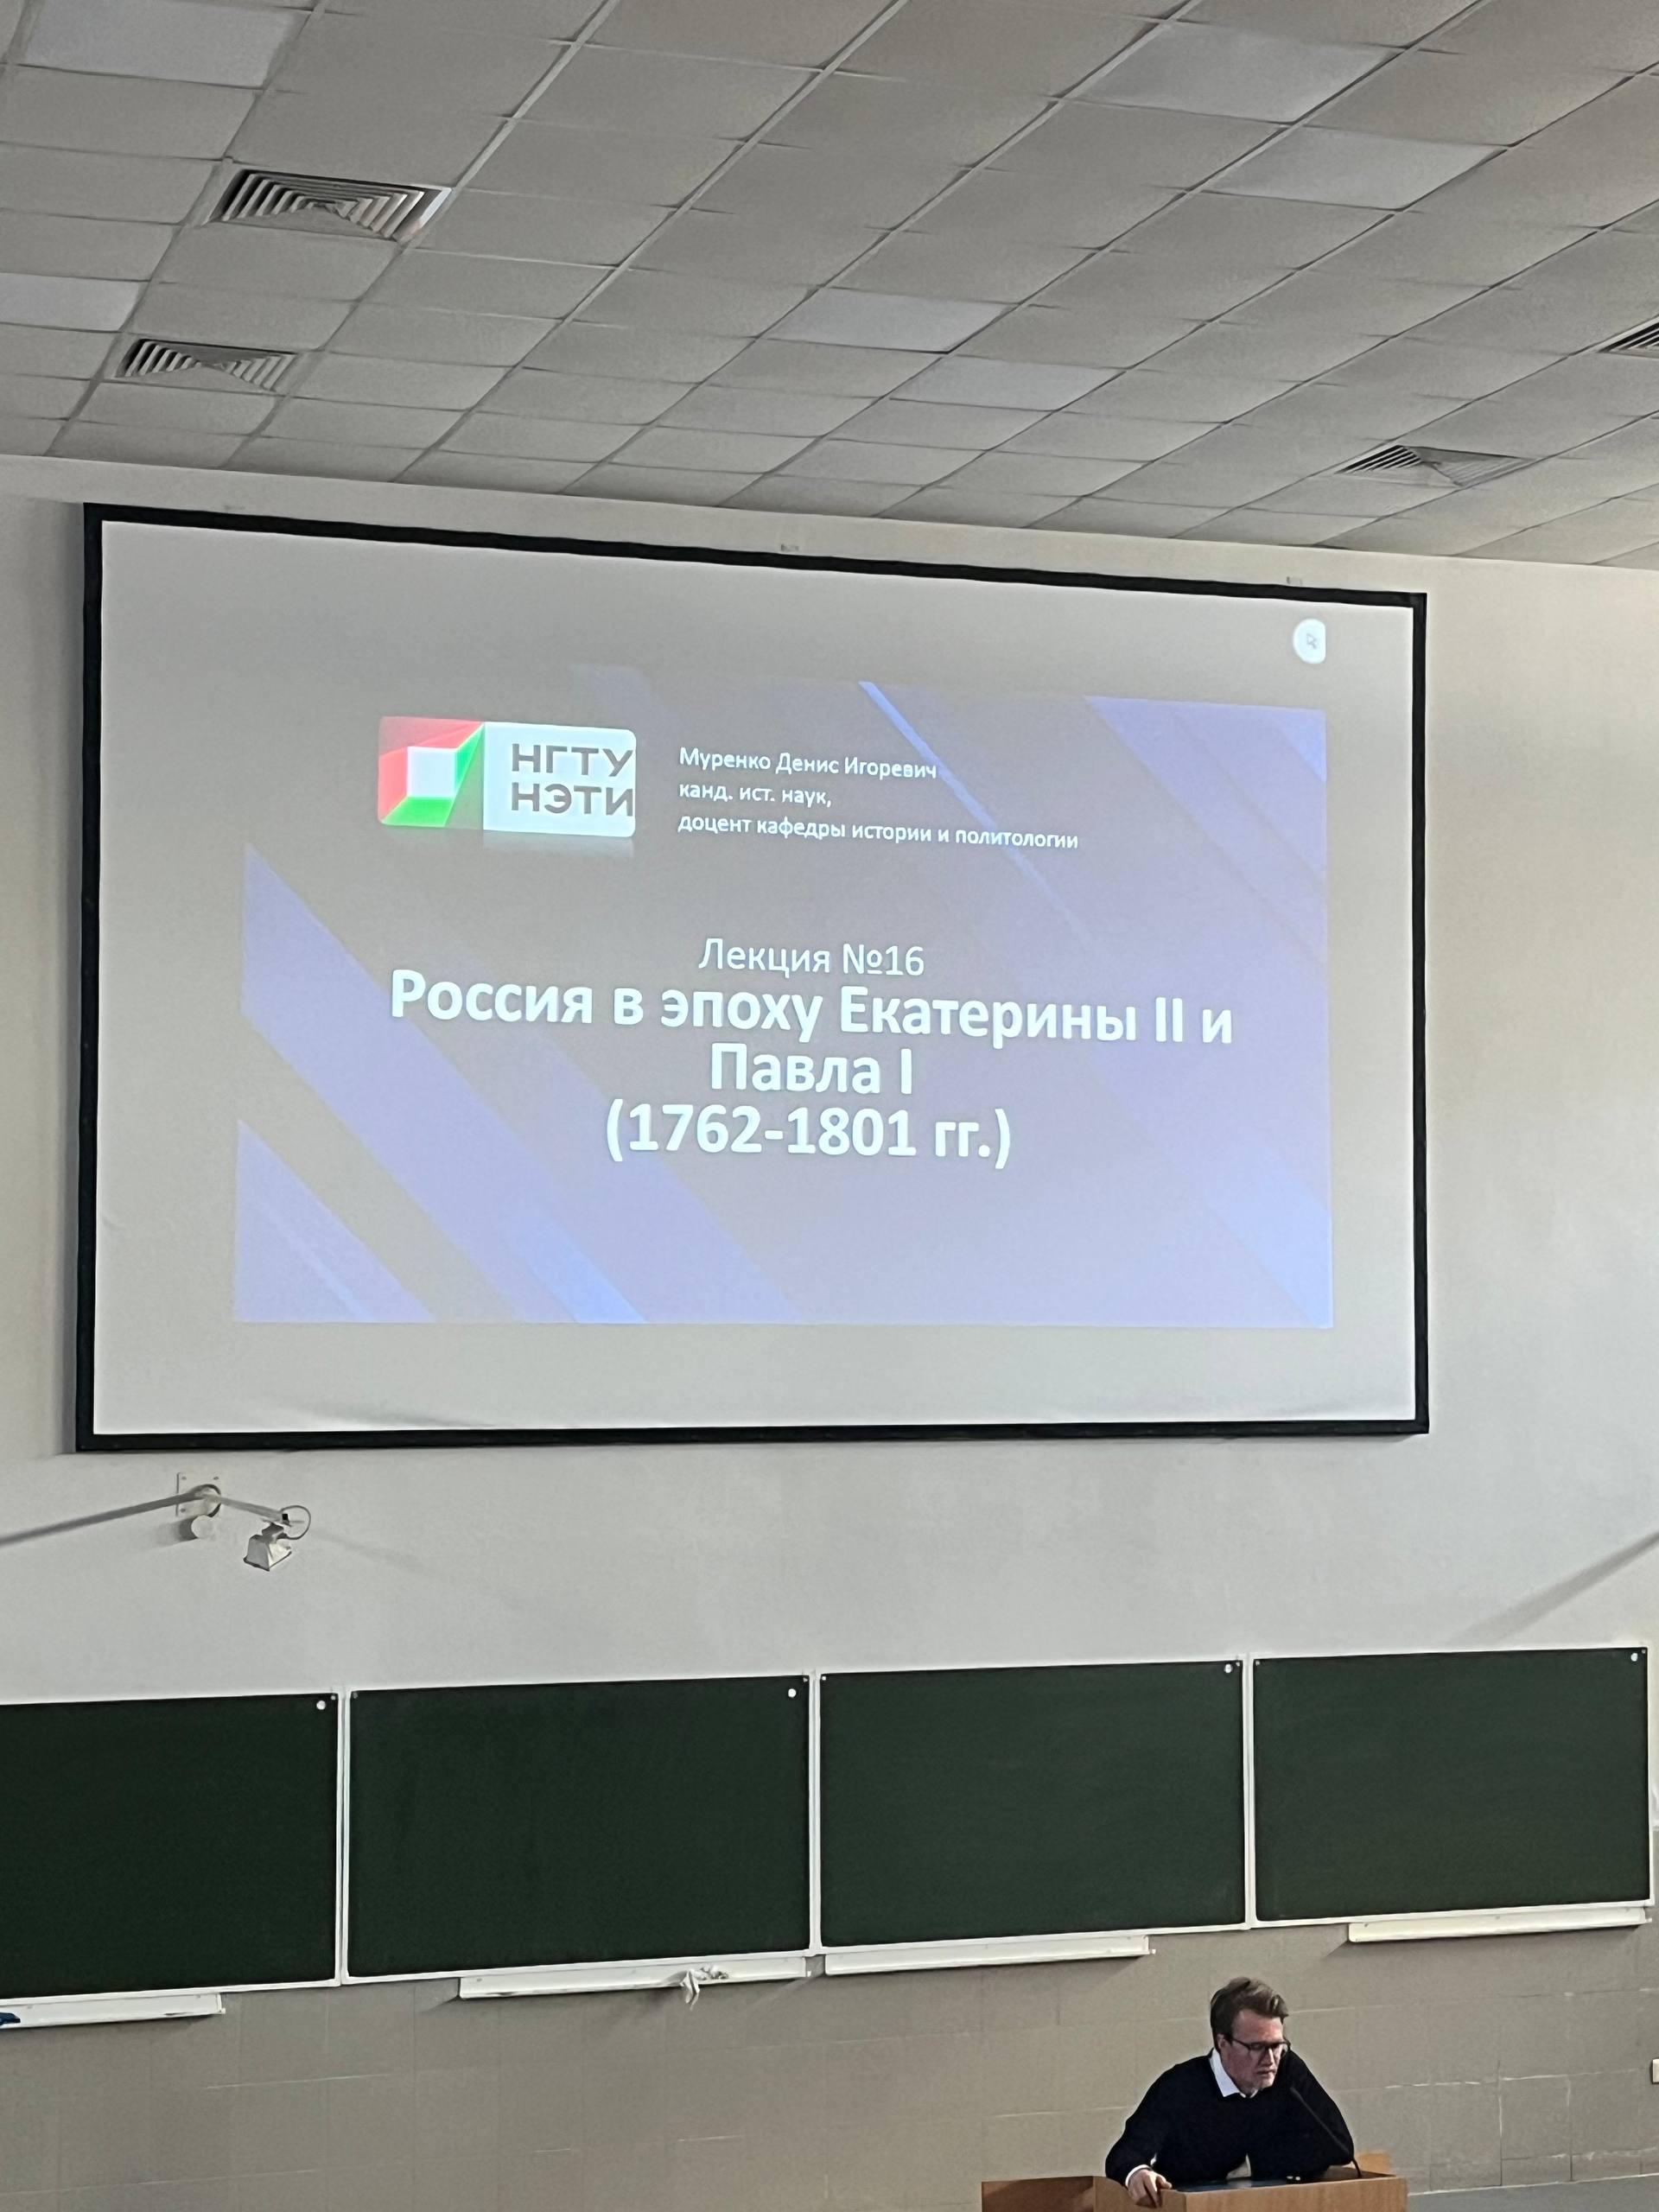 НГТУ
НЭТИ
Муренко Денис Игоревич
канд. ист. наук,
доцент кафедры истории и политологии
Лекция №16
Россия в эпоху Екатерины II и
Павла I
(1762-1801 гг.)